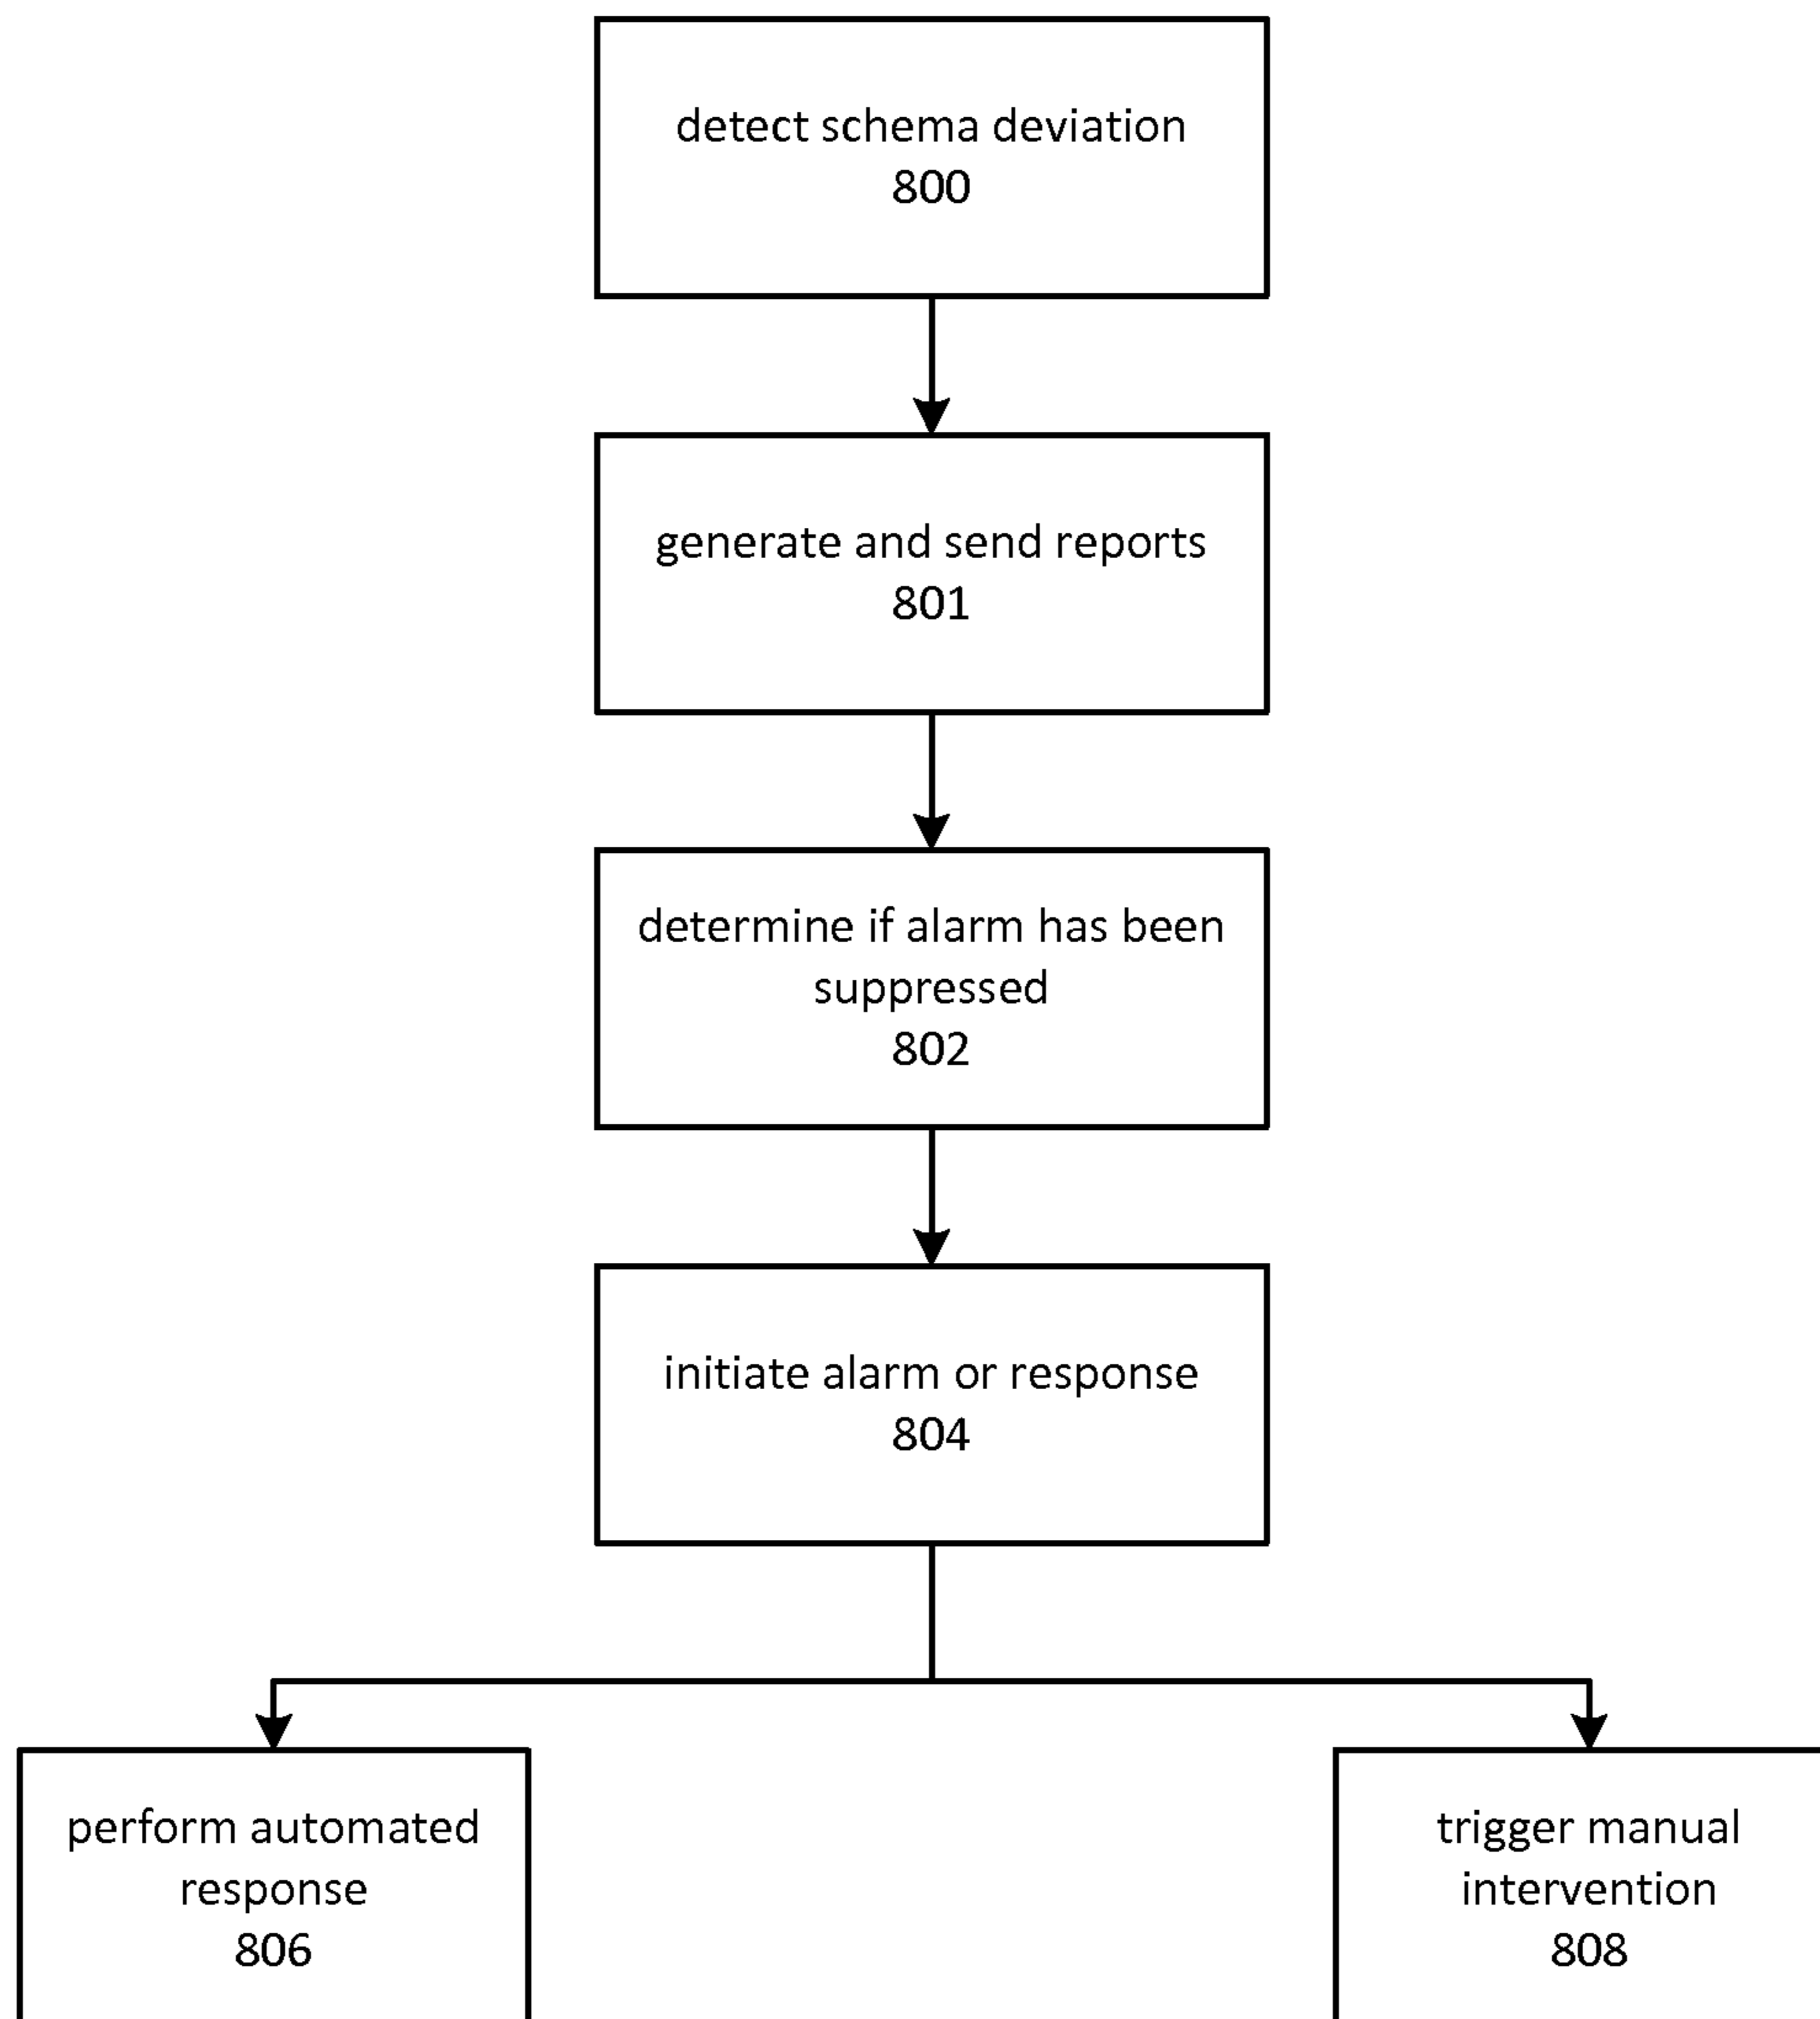 detect schema deviation
800
generate and send reports
801
determine if alarm has been
suppressed
802
initiate alarm or response
804
perform automated
response
806
trigger manual
intervention
808